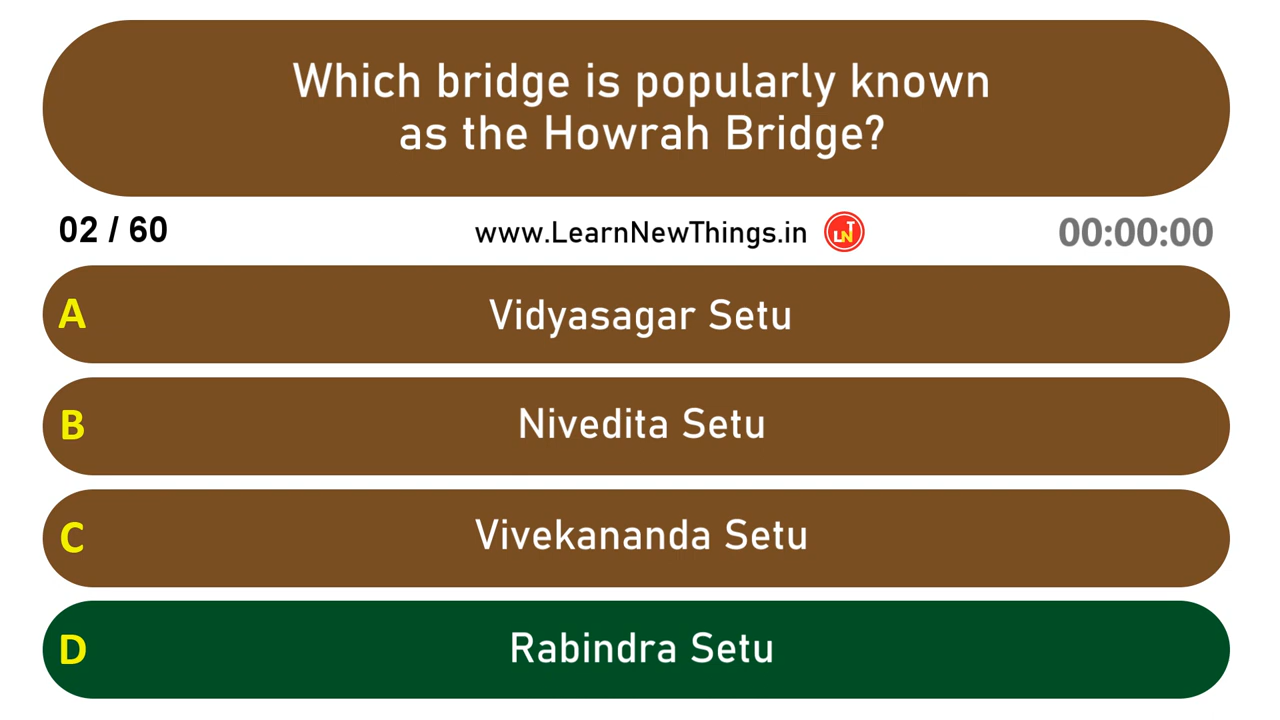 Which bridge is popularly known
as the Howrah Bridge?
02 / 60
www.LearnNewThings.in
LNT
00:00:00
A
Vidyasagar Setu
B
Nivedita Setu
C
Vivekananda Setu
D
Rabindra Setu